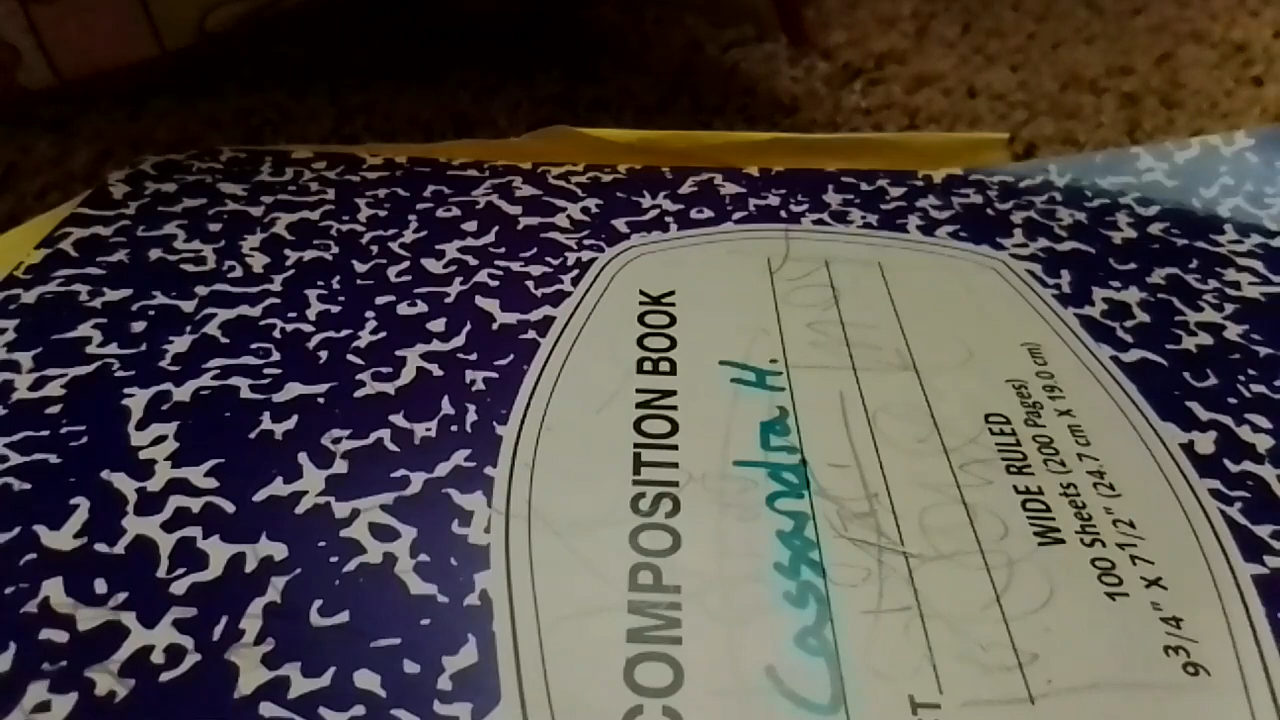 COMPOSITION BOOK
Cassandra H.
WIDE RULED
100 Sheets (200 Pages)
9 3/4" X 7 1/2" (24.7 cm X 19.0 cm)